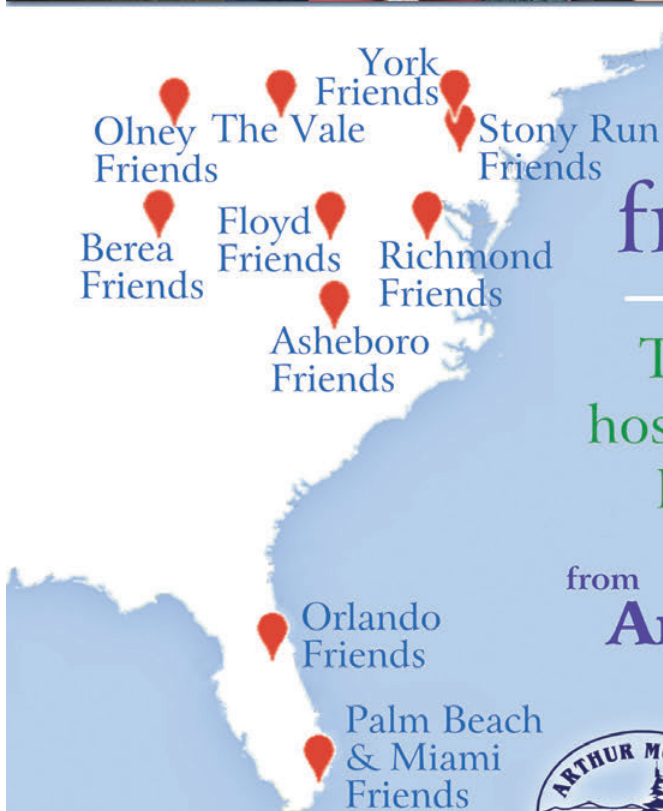 York
Friends
Olney
Friends
The Vale
Stony Run
Friends
Berea
Friends
Floyd
Friends
Richmond
Friends
Asheboro
Friends
from
Orlando
Friends
Palm Beach
& Miami
Friends
ARTHUR